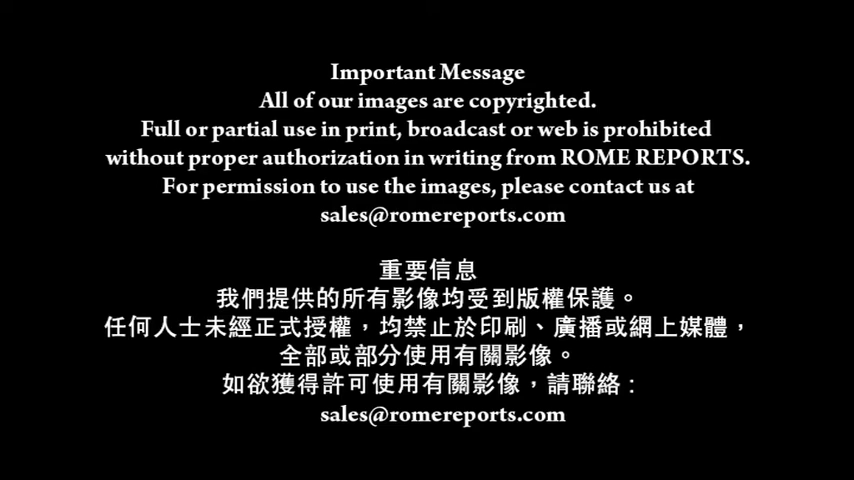 Important Message
All of our images are copyrighted.
Full or partial use in print, broadcast or web is prohibited
without proper authorization in writing from ROME REPORTS.
For permission to use the images, please contact us at
sales@romereports.com
重要信息
我們提供的所有影像均受到版權保護。
任何人士未經正式授權，均禁止於印刷、廣播或網上媒體，
全部或部分使用有關影像。
如欲獲得許可使用有關影像，請聯絡：
sales@romereports.com